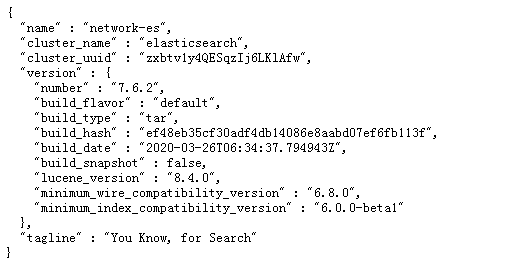 {
  "name" : "network-es",
  "cluster_name" : "elasticsearch",
  "cluster_uuid" : "zxbtv1y4QESqzIj6LKlAfw",
  "version" : {
    "number" : "7.6.2",
    "build_flavor" : "default",
    "build_type" : "tar",
    "build_hash" : "ef48eb35cf30adf4db14086e8aabd07ef6fb113f",
    "build_date" : "2020-03-26T06:34:37.794943Z",
    "build_snapshot" : false,
    "lucene_version" : "8.4.0",
    "minimum_wire_compatibility_version" : "6.8.0",
    "minimum_index_compatibility_version" : "6.0.0-beta1"
  },
  "tagline" : "You Know, for Search"
}